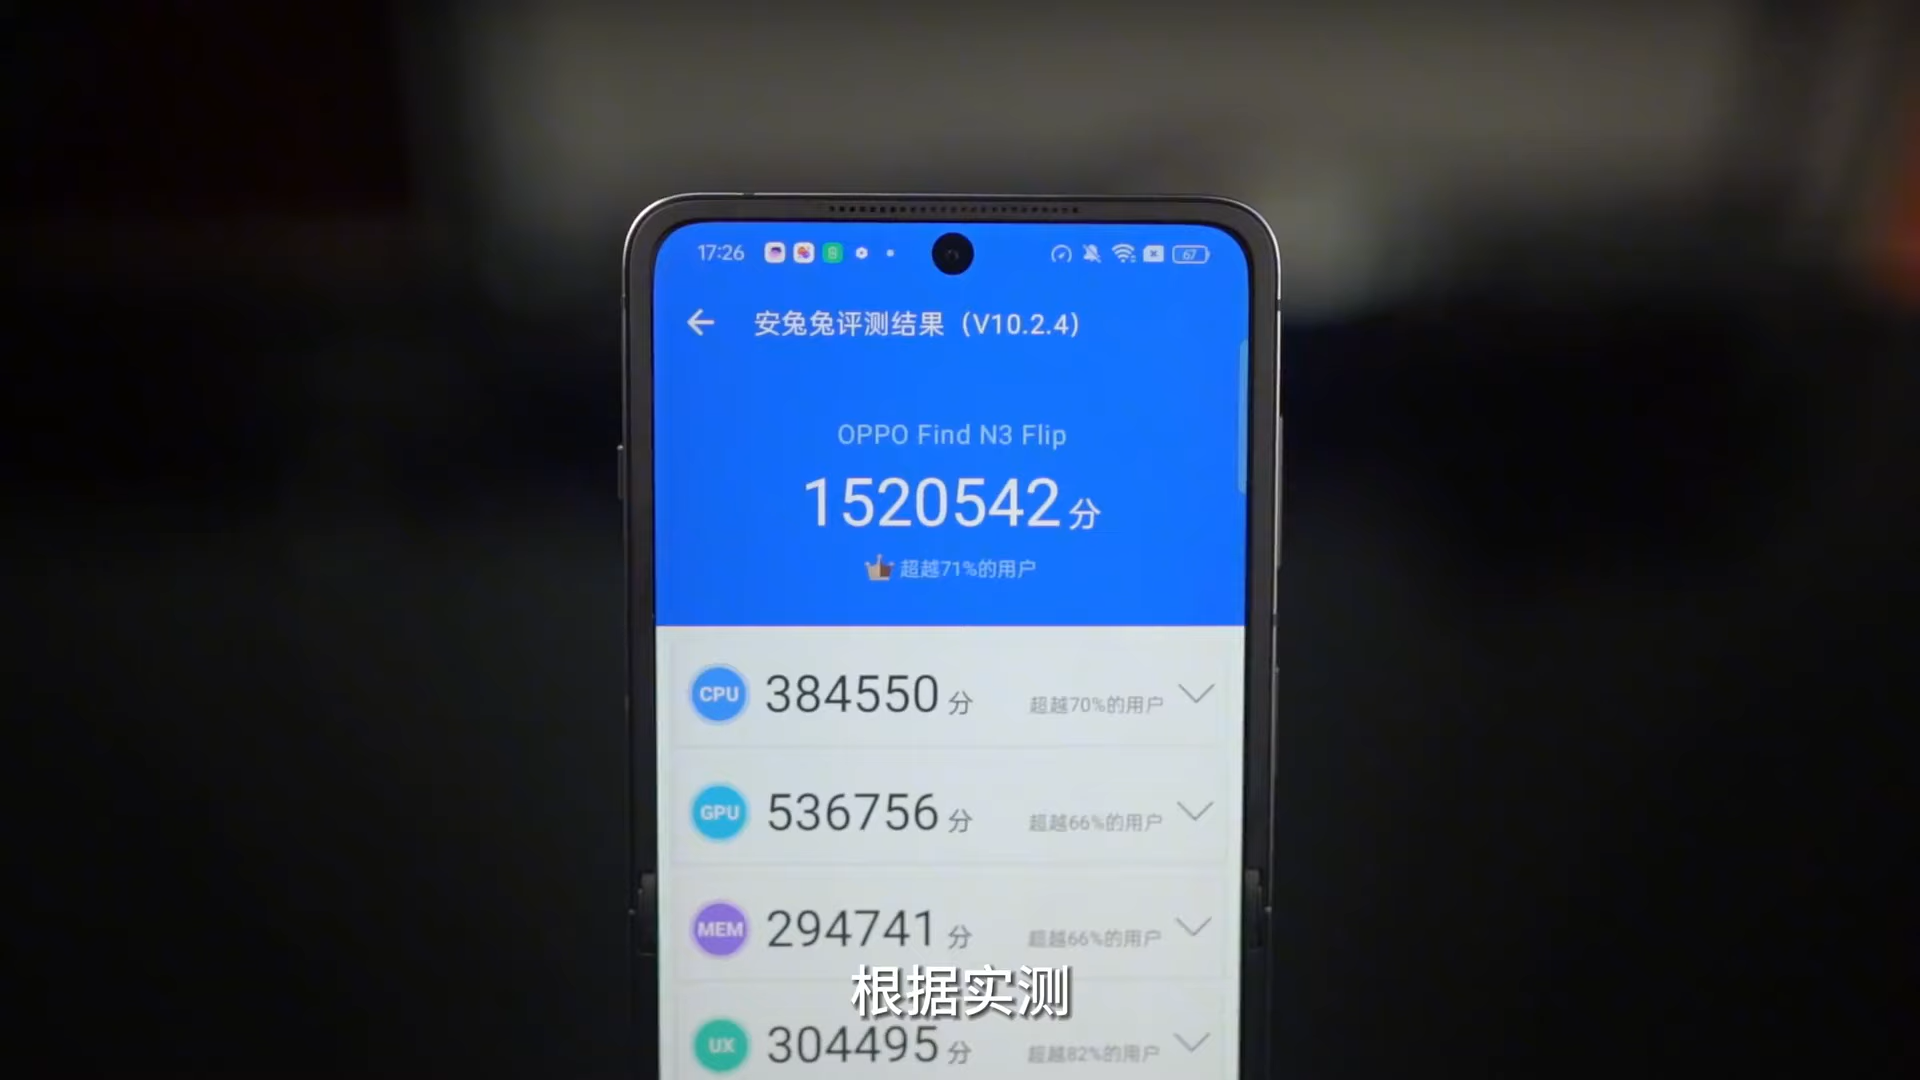 17:26
67
安兔兔评测结果（V10.2.4）
OPPO Find N3 Flip
1520542分
超越71%的用户
CPU 384550分 超越70%的用户
GPU 536756分 超越66%的用户
MEM 294741分 超越66%的用户
根据实测
UX 304495分 超越82%的用户